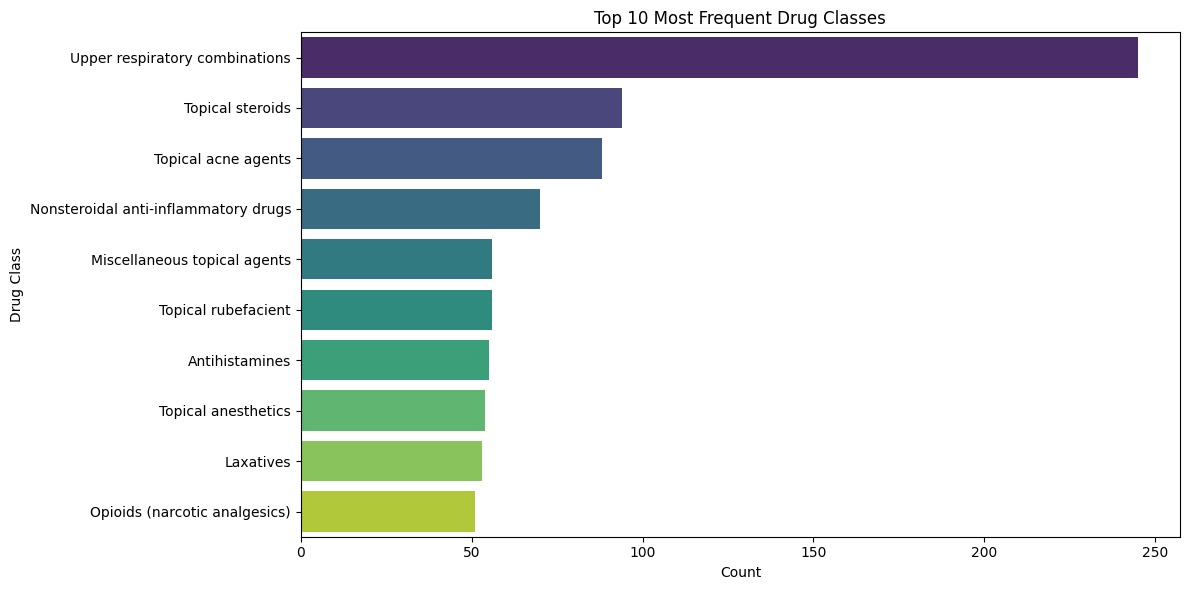 Top 10 Most Frequent Drug Classes
Drug Class
Upper respiratory combinations
Topical steroids
Topical acne agents
Nonsteroidal anti-inflammatory drugs
Miscellaneous topical agents
Topical rubefacient
Antihistamines
Topical anesthetics
Laxatives
Opioids (narcotic analgesics)
0 50 100 150 200 250
Count